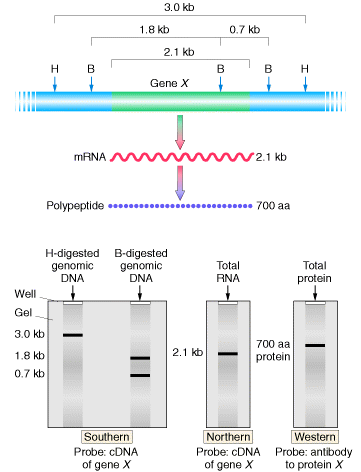 3.0 kb
1.8 kb 0.7 kb
2.1 kb
H B Gene X B B H
mRNA 2.1 kb
Polypeptide 700 aa
H-digested genomic DNA
B-digested genomic DNA
Total RNA
Total protein
Well
Gel
3.0 kb
1.8 kb
0.7 kb
2.1 kb
700 aa protein
Southern
Probe: cDNA of gene X
Northern
Probe: cDNA of gene X
Western
Probe: antibody to protein X